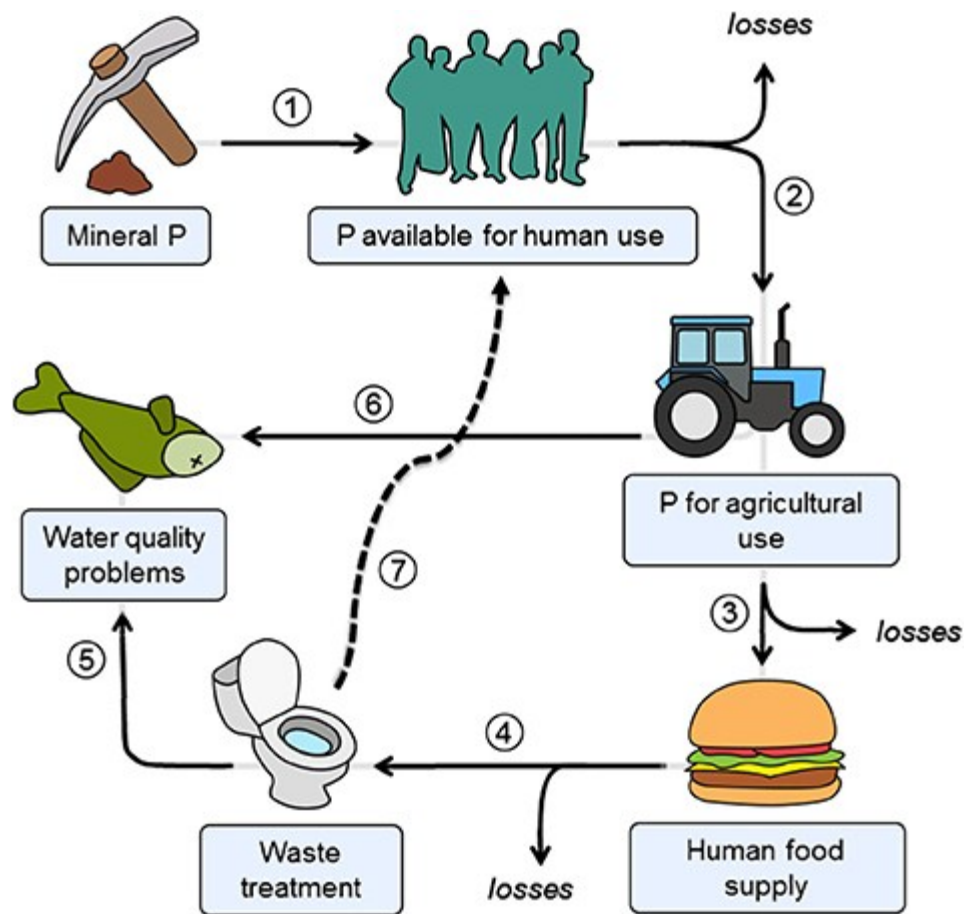 losses
①
②
Mineral P
P available for human use
⑥
P for agricultural
use
Water quality
problems
⑦
③
losses
⑤
④
Waste
treatment
losses
Human food
supply